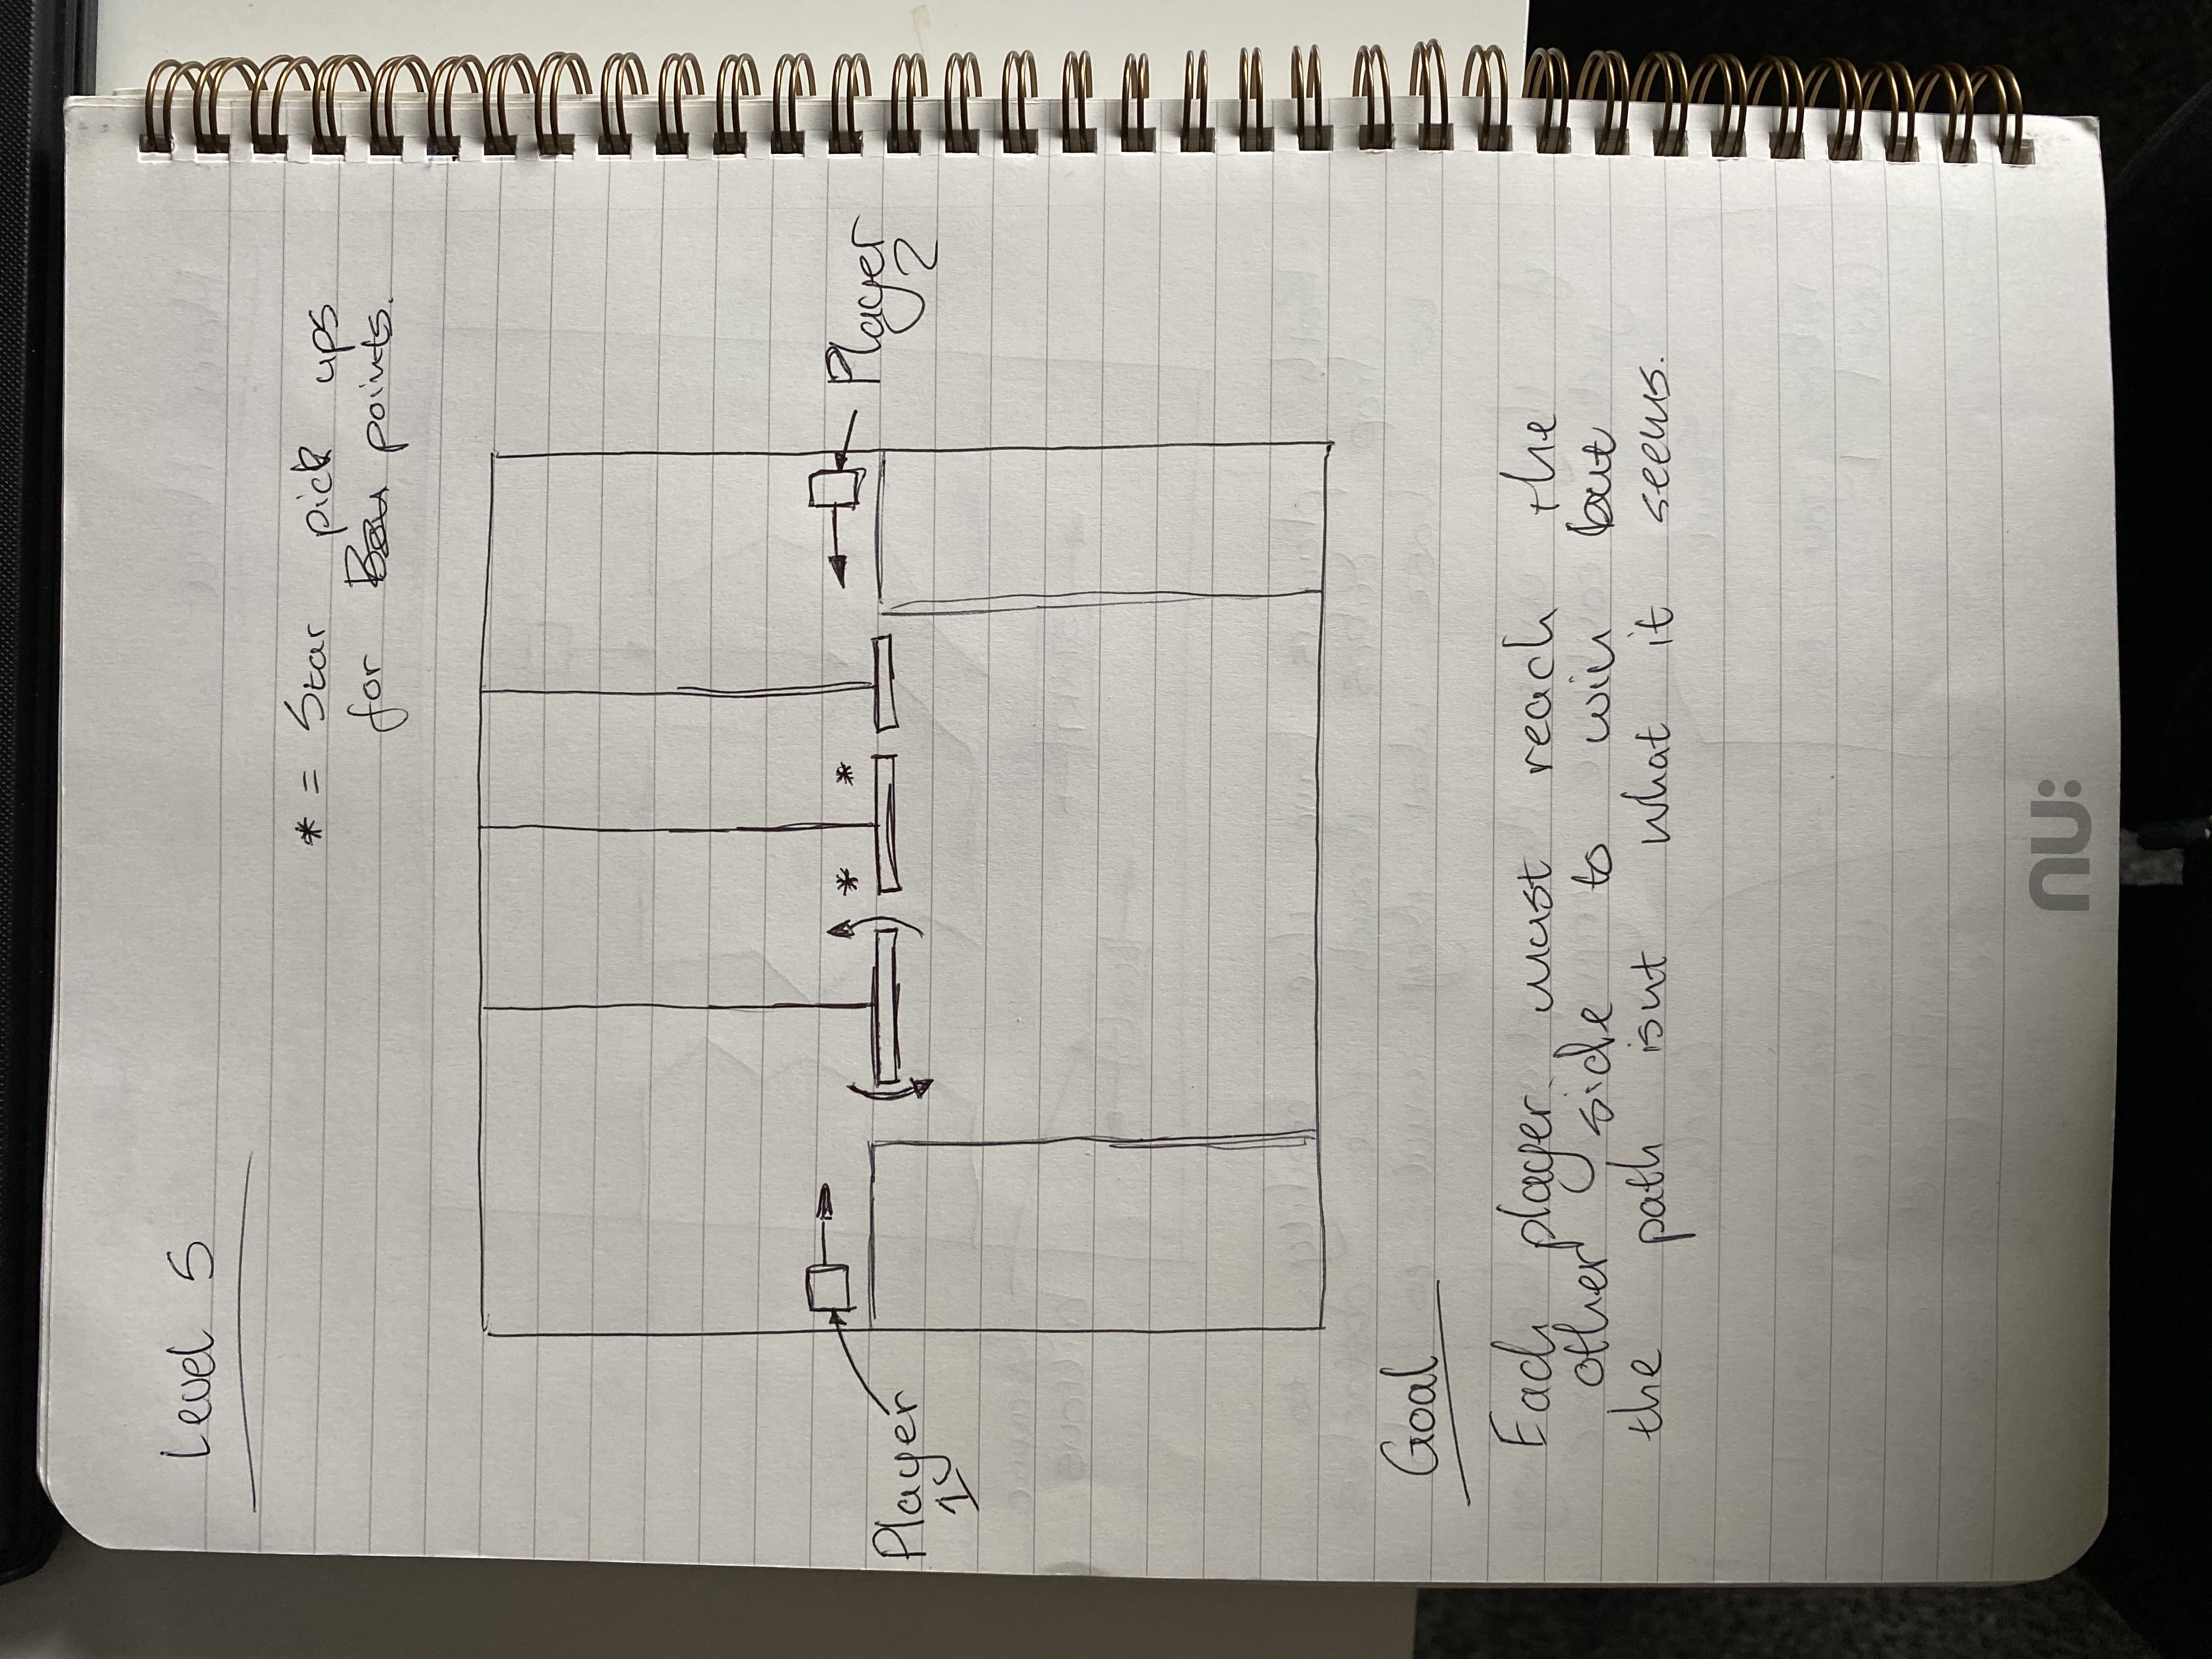 Level 5
* = Star pick ups
for points.
Player
1
Player
2
Goal
Each player must reach the
other side to win but
the path isnt what it seems.
nu: